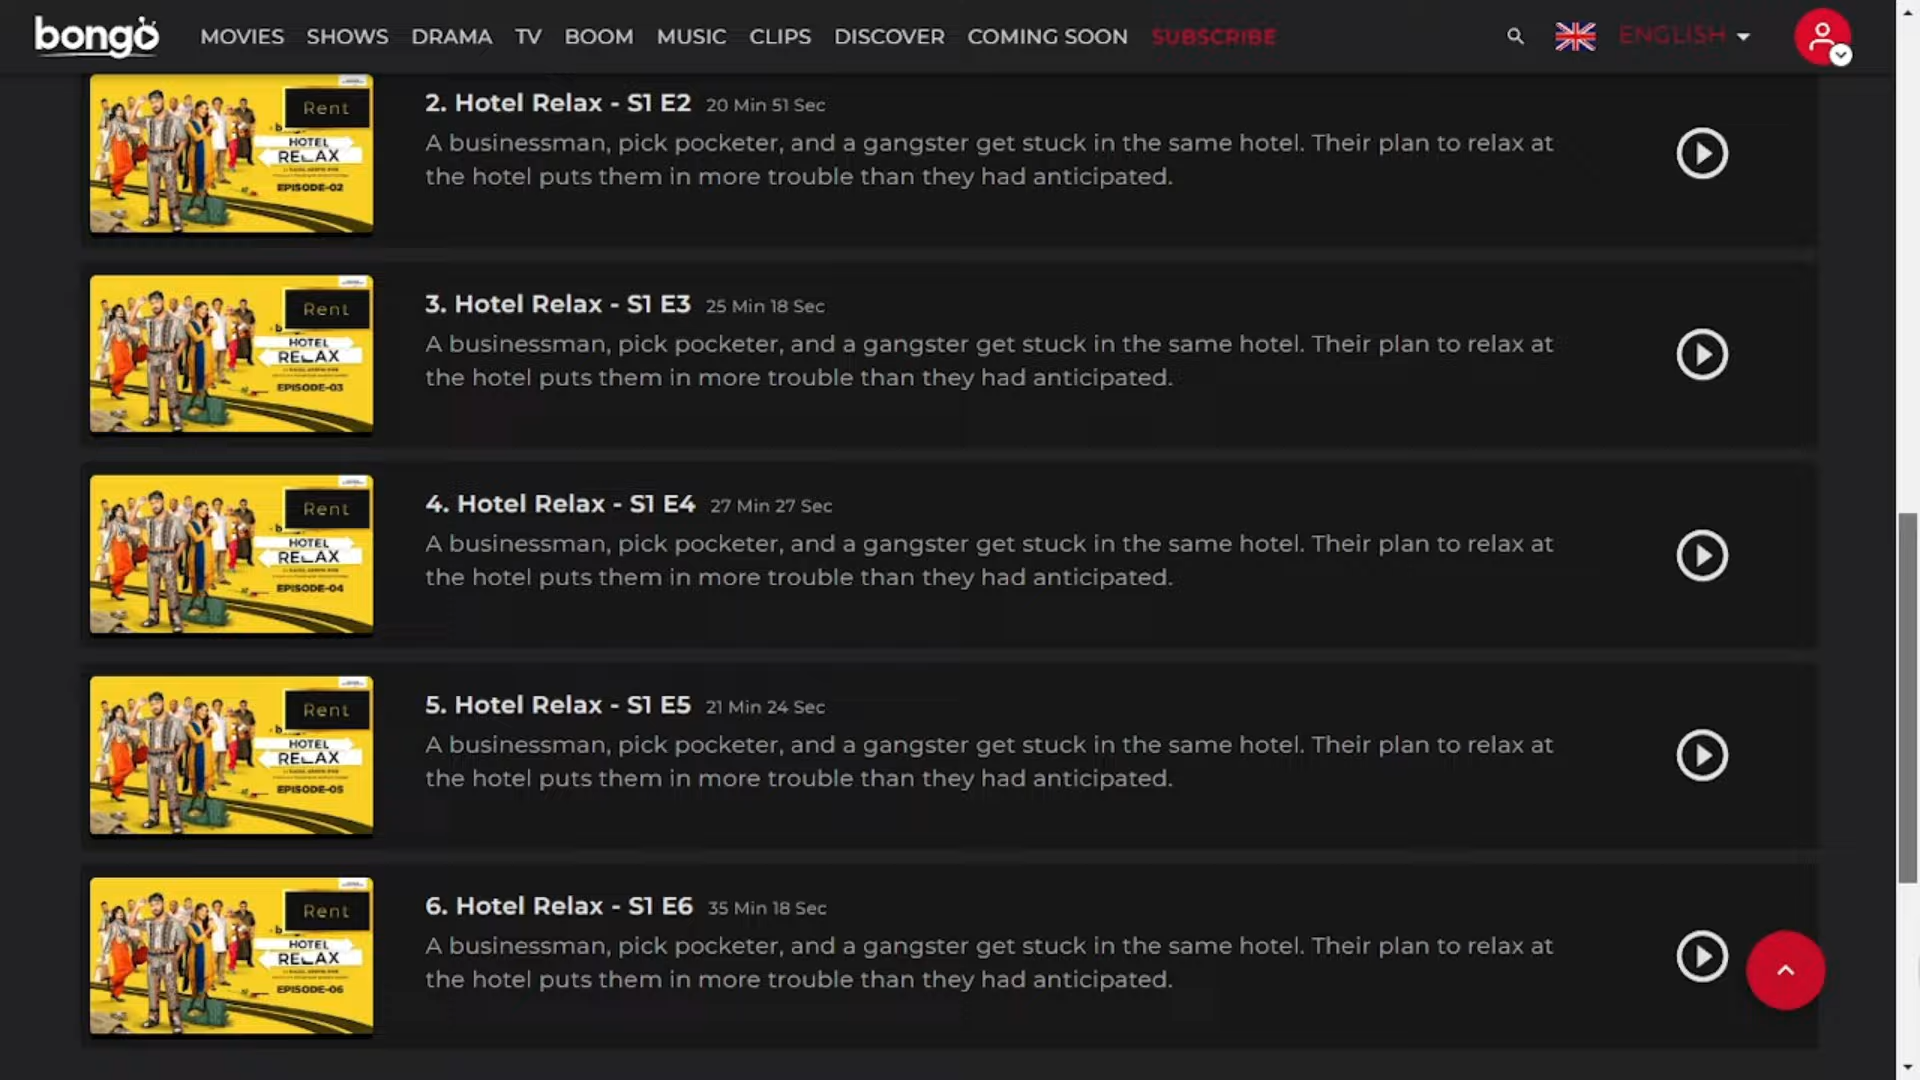 bongo MOVIES SHOWS DRAMA TV BOOM MUSIC CLIPS DISCOVER COMING SOON SUBSCRIBE ENGLISH
Rent
HOTEL
RELAX
EPISODE-02
2. Hotel Relax - S1 E2 20 Min 51 Sec
A businessman, pick pocketer, and a gangster get stuck in the same hotel. Their plan to relax at
the hotel puts them in more trouble than they had anticipated.
Rent
HOTEL
RELAX
EPISODE-03
3. Hotel Relax - S1 E3 25 Min 18 Sec
A businessman, pick pocketer, and a gangster get stuck in the same hotel. Their plan to relax at
the hotel puts them in more trouble than they had anticipated.
Rent
HOTEL
RELAX
EPISODE-04
4. Hotel Relax - S1 E4 27 Min 27 Sec
A businessman, pick pocketer, and a gangster get stuck in the same hotel. Their plan to relax at
the hotel puts them in more trouble than they had anticipated.
Rent
HOTEL
RELAX
EPISODE-05
5. Hotel Relax - S1 E5 21 Min 24 Sec
A businessman, pick pocketer, and a gangster get stuck in the same hotel. Their plan to relax at
the hotel puts them in more trouble than they had anticipated.
Rent
HOTEL
RELAX
EPISODE-06
6. Hotel Relax - S1 E6 35 Min 18 Sec
A businessman, pick pocketer, and a gangster get stuck in the same hotel. Their plan to relax at
the hotel puts them in more trouble than they had anticipated.